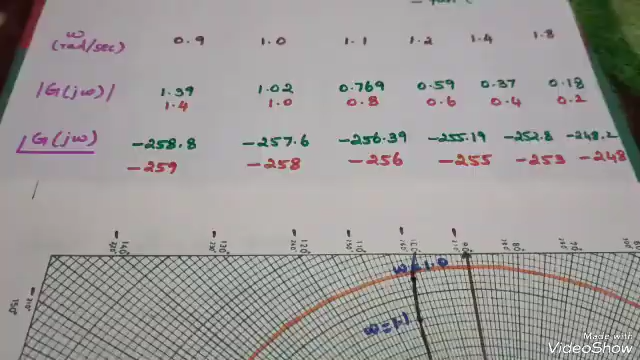 ω (rad/sec) 0.9 1.0 1.1 1.2 1.4 1.8
|G(jω)| 1.39 1.02 0.769 0.59 0.37 0.18
1.4 1.0 0.8 0.6 0.4 0.2
∠G(jω) -258.8 -257.6 -256.39 -255.19 -252.8 -248.2
-259 -258 -256 -255 -253 -248
ω=1.0
ω=1.1
Made with
VideoShow